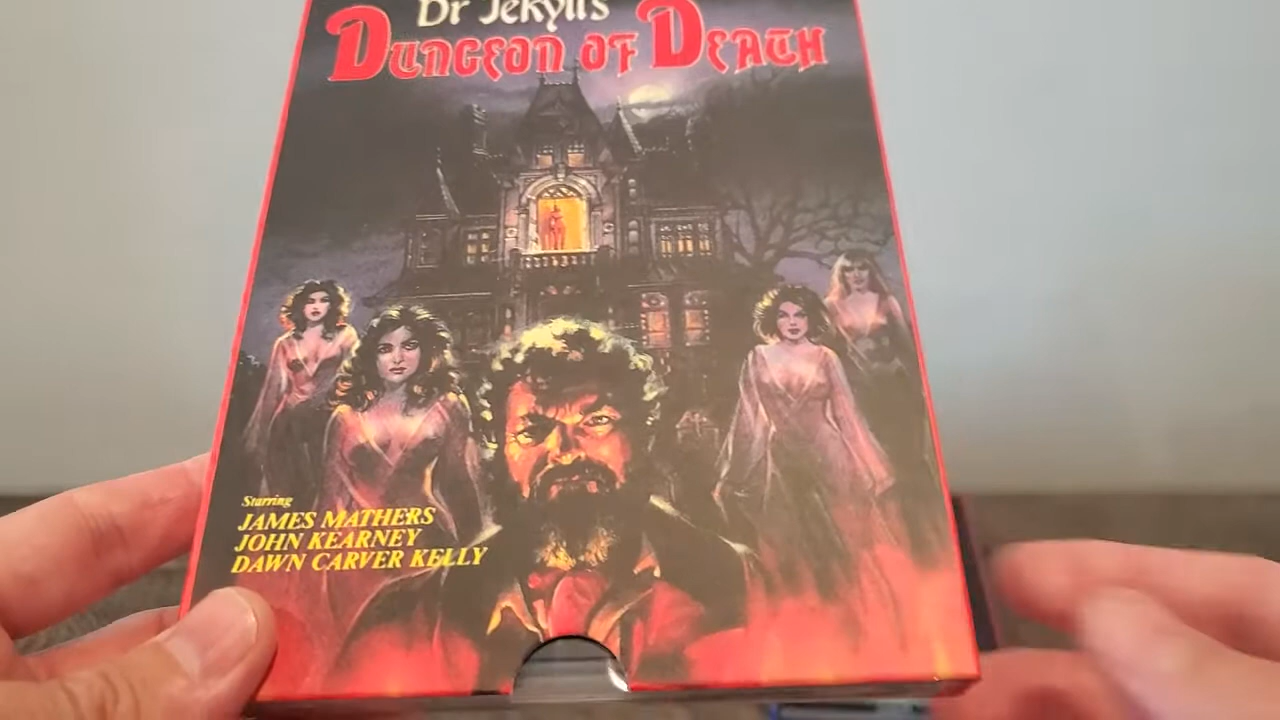 Dr Jekyll's
DUNGEON OF DEATH
Starring
JAMES MATHERS
JOHN KEARNEY
DAWN CARVER KELLY